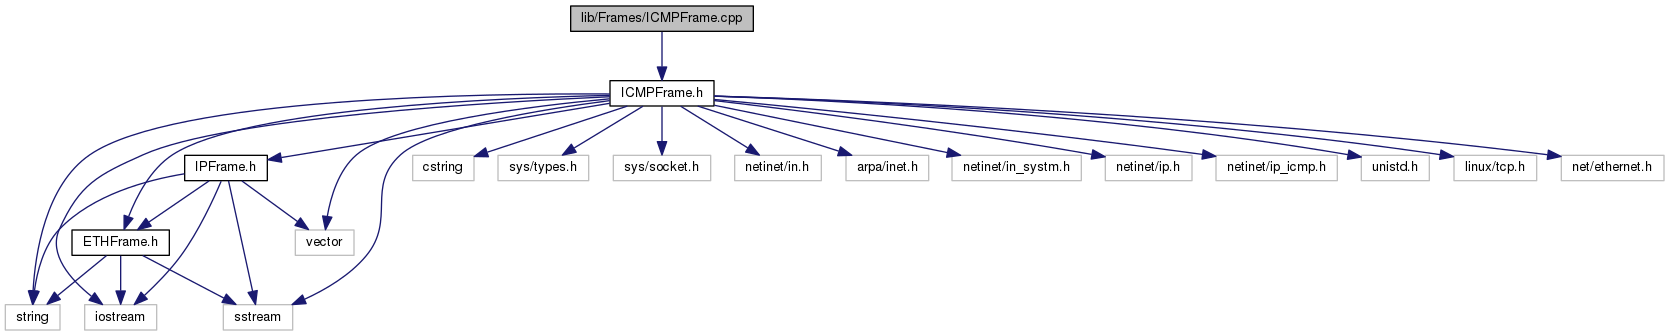 lib/Frames/ICMPFrame.cpp
ICMPFrame.h
IPFrame.h
cstring
sys/types.h
sys/socket.h
netinet/in.h
arpa/inet.h
netinet/in_systm.h
netinet/ip.h
netinet/ip_icmp.h
unistd.h
linux/tcp.h
net/ethernet.h
ETHFrame.h
vector
string
iostream
sstream